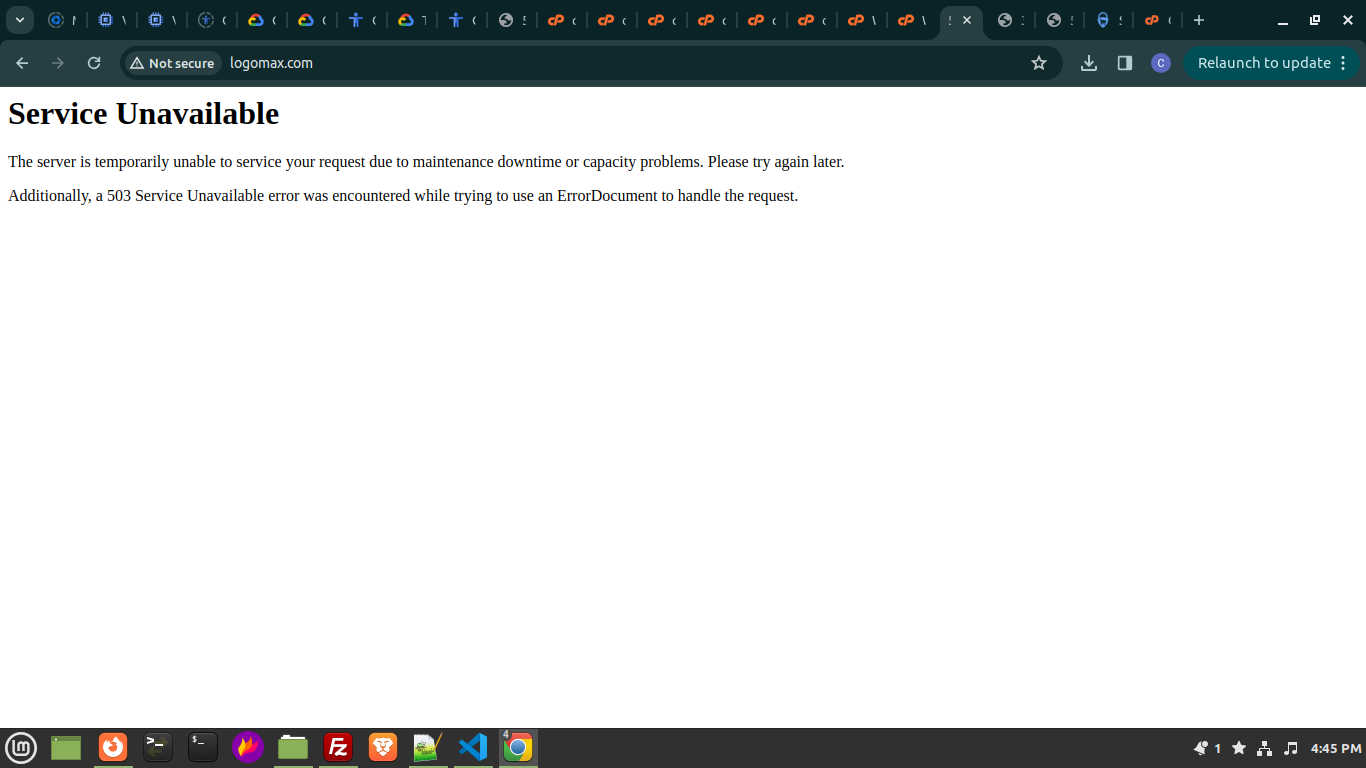 Not secure
logomax.com
Relaunch to update
C
Service Unavailable
The server is temporarily unable to service your request due to maintenance downtime or capacity problems. Please try again later.
Additionally, a 503 Service Unavailable error was encountered while trying to use an ErrorDocument to handle the request.
4
1
4:45 PM